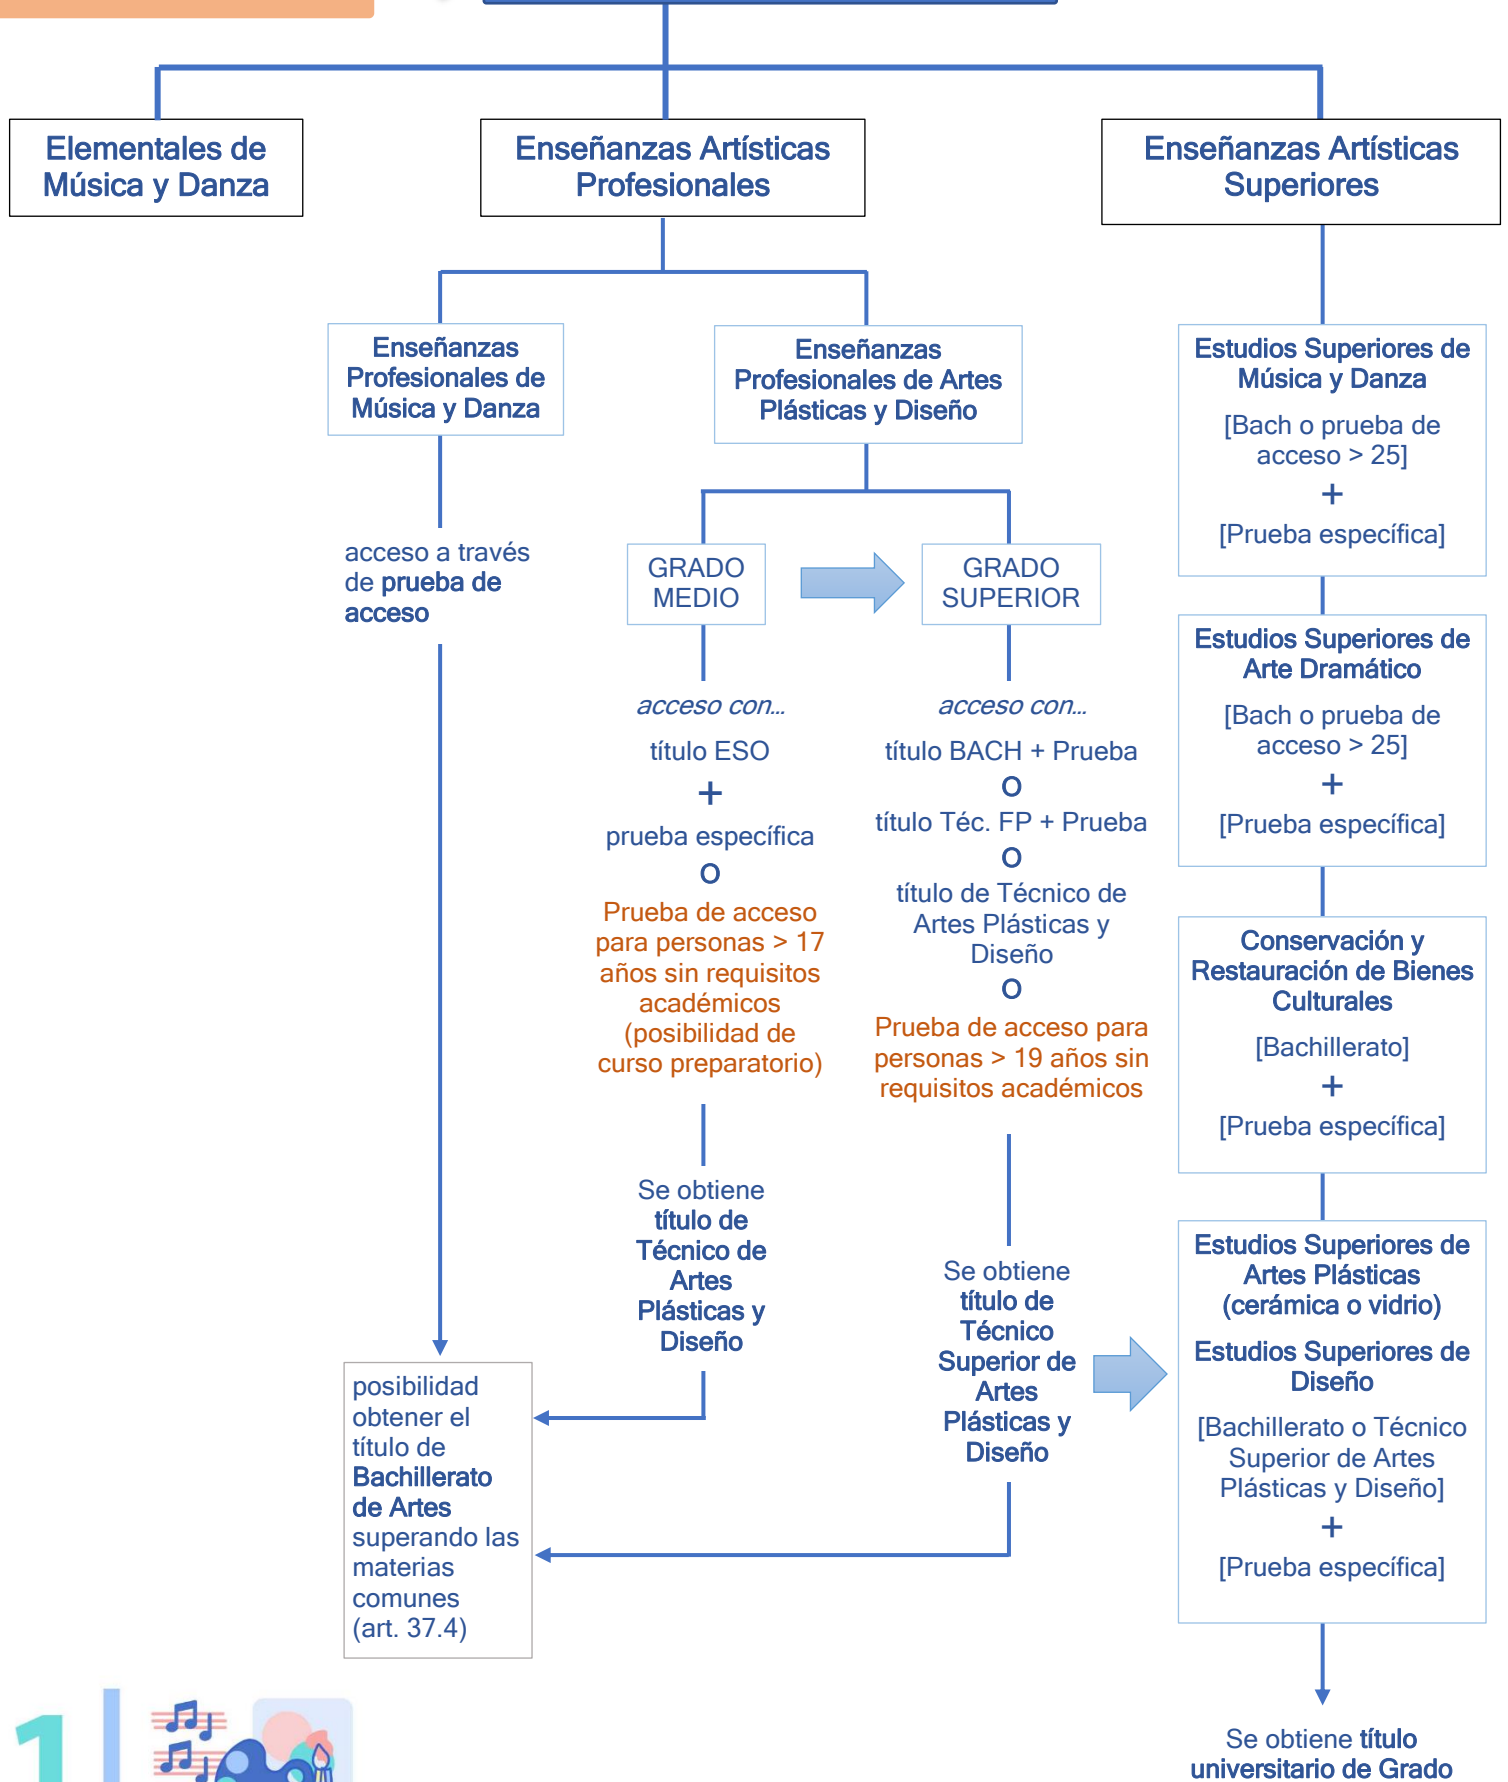 Elementales de
Música y Danza
Enseñanzas Artísticas
Profesionales
Enseñanzas Artísticas
Superiores
Enseñanzas
Profesionales de
Música y Danza
acceso a través
de prueba de
acceso
Enseñanzas
Profesionales de Artes
Plásticas y Diseño
GRADO
MEDIO
acceso con...
título ESO
+
prueba específica
o
Prueba de acceso
para personas > 17
años sin requisitos
académicos
(posibilidad de
curso preparatorio)
Se obtiene
título de
Técnico de
Artes
Plásticas y
Diseño
GRADO
SUPERIOR
acceso con...
título BACH + Prueba
o
título Téc. FP + Prueba
o
título de Técnico de
Artes Plásticas y
Diseño
o
Prueba de acceso para
personas > 19 años sin
requisitos académicos
Se obtiene
título de
Técnico
Superior de
Artes
Plásticas y
Diseño
posibilidad
obtener el
título de
Bachillerato
de Artes
superando las
materias
comunes
(art. 37.4)
Estudios Superiores de
Música y Danza
[Bach o prueba de
acceso > 25]
+
[Prueba específica]
Estudios Superiores de
Arte Dramático
[Bach o prueba de
acceso > 25]
+
[Prueba específica]
Conservación y
Restauración de Bienes
Culturales
[Bachillerato]
+
[Prueba específica]
Estudios Superiores de
Artes Plásticas
(cerámica o vidrio)
Estudios Superiores de
Diseño
[Bachillerato o Técnico
Superior de Artes
Plásticas y Diseño]
+
[Prueba específica]
Se obtiene título
universitario de Grado
1